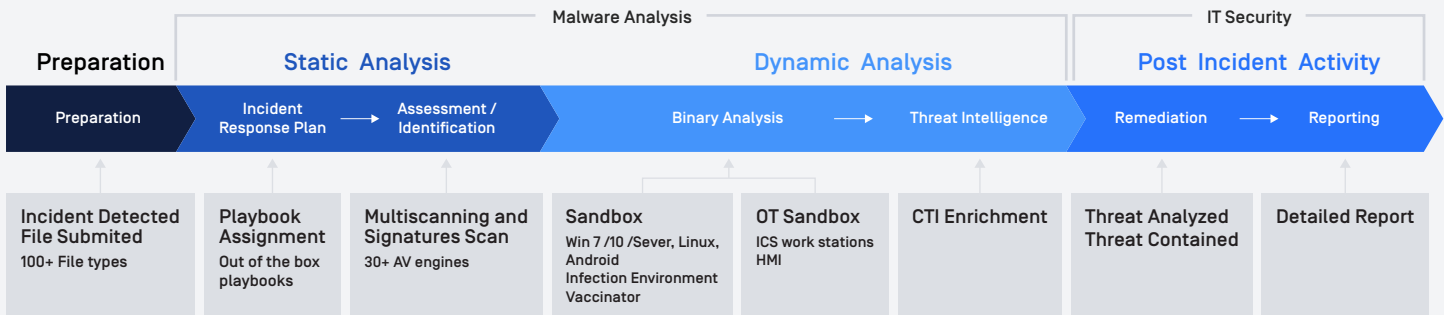 Malware Analysis
IT Security
Preparation
Static Analysis
Dynamic Analysis
Post Incident Activity
Preparation
Incident
Response Plan
Assessment /
Identification
Binary Analysis
Threat Intelligence
Remediation
Reporting
Incident Detected
File Submited
100+ File types
Playbook
Assignment
Out of the box
playbooks
Multiscanning and
Signatures Scan
30+ AV engines
Sandbox
Win 7 /10 /Sever, Linux,
Android
Infection Environment
Vaccinator
OT Sandbox
ICS work stations
HMI
CTI Enrichment
Threat Analyzed
Threat Contained
Detailed Report